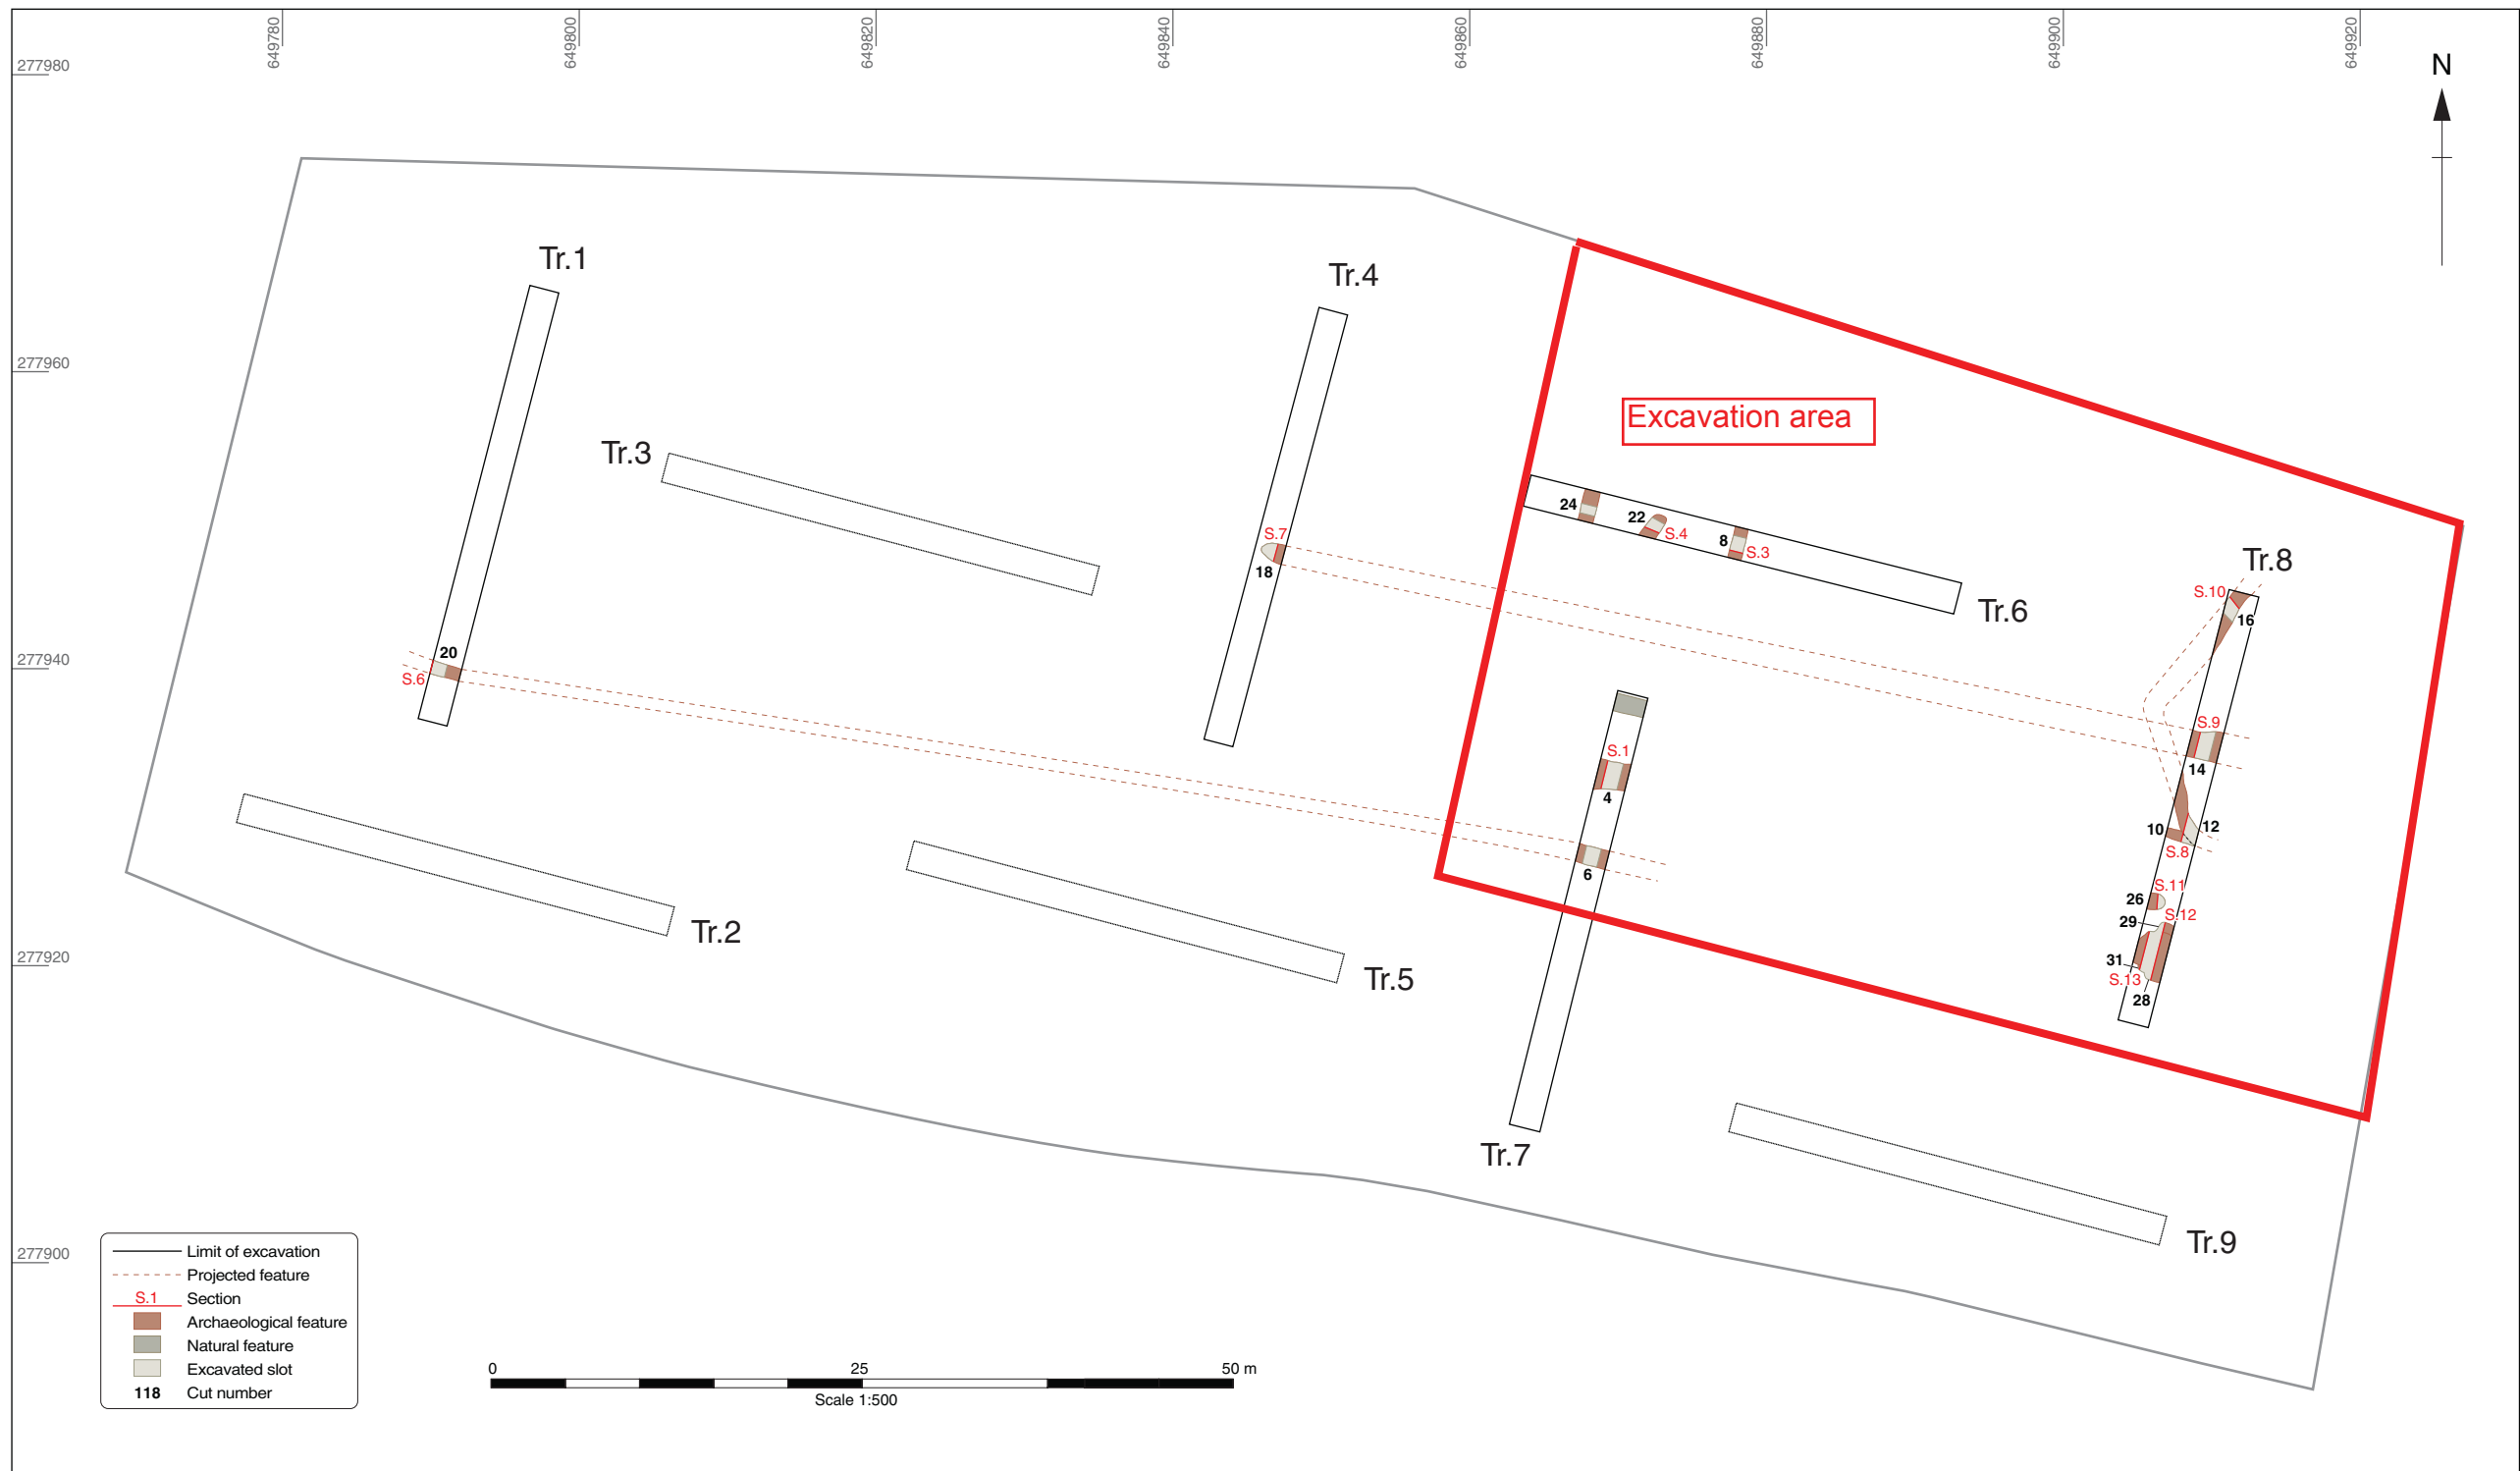 649780
649800
649820
649840
649860
649880
649900
649920
277980
N
Tr.1
Tr.4
277960
Excavation area
Tr.3
24
22
S.4
8
S.3
S.7
18
Tr.8
S.10
16
Tr.6
277940
20
S.6
S.9
14
S.1
4
10
12
S.8
6
S.11
26
S.12
29
Tr.2
277920
31
S.13
28
Tr.5
Tr.7
Tr.9
277900
Limit of excavation
Projected feature
S.1 Section
Archaeological feature
Natural feature
Excavated slot
118 Cut number
0 25 50 m
Scale 1:500